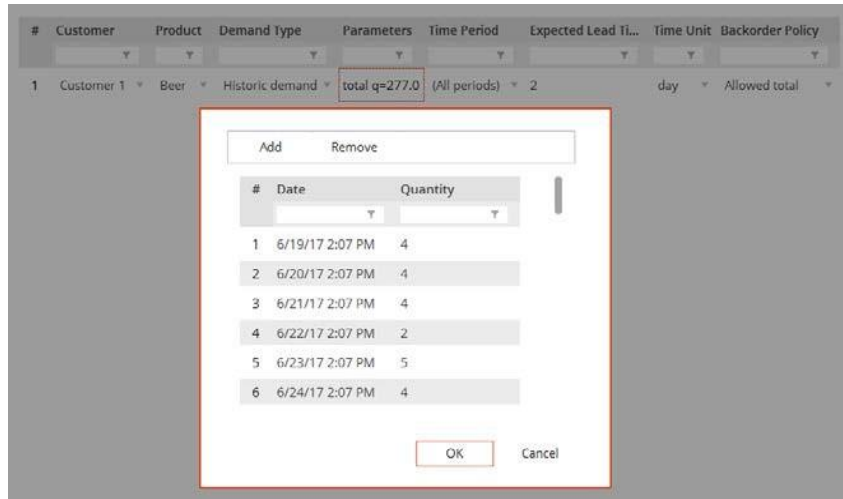 # Customer Product Demand Type Parameters Time Period Expected Lead Ti... Time Unit Backorder Policy
1 Customer 1 Beer Historic demand total q=277.0 (All periods) 2 day Allowed total
Add Remove
# Date Quantity
1 6/19/17 2:07 PM 4
2 6/20/17 2:07 PM 4
3 6/21/17 2:07 PM 4
4 6/22/17 2:07 PM 2
5 6/23/17 2:07 PM 5
6 6/24/17 2:07 PM 4
OK Cancel